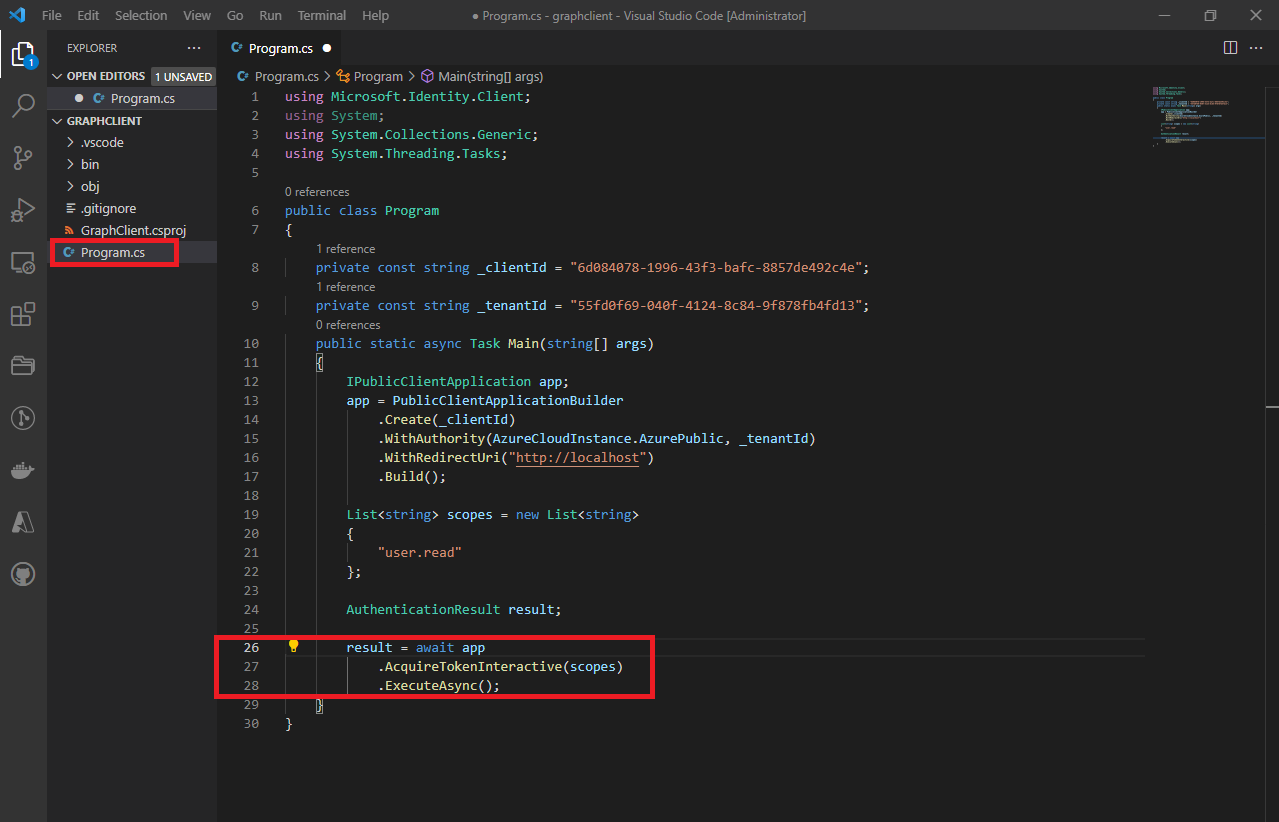 File Edit Selection View Go Run Terminal Help
● Program.cs - graphclient - Visual Studio Code [Administrator]
1
EXPLORER ···
OPEN EDITORS 1 UNSAVED
● Program.cs
GRAPHCLIENT
.vscode
bin
obj
.gitignore
GraphClient.csproj
Program.cs
Program.cs ●
Program.cs > Program > Main(string[] args)
1 using Microsoft.Identity.Client;
2 using System;
3 using System.Collections.Generic;
4 using System.Threading.Tasks;
5
0 references
6 public class Program
7 {
1 reference
8 private const string _clientId = "6d084078-1996-43f3-bafc-8857de492c4e";
1 reference
9 private const string _tenantId = "55fd0f69-040f-4124-8c84-9f878fb4fd13";
0 references
10 public static async Task Main(string[] args)
11 {
12 IPublicClientApplication app;
13 app = PublicClientApplicationBuilder
14 .Create(_clientId)
15 .WithAuthority(AzureCloudInstance.AzurePublic, _tenantId)
16 .WithRedirectUri("http://localhost")
17 .Build();
18
19 List<string> scopes = new List<string>
20 {
21 "user.read"
22 };
23
24 AuthenticationResult result;
25
26 result = await app
27 .AcquireTokenInteractive(scopes)
28 .ExecuteAsync();
29 }
30 }